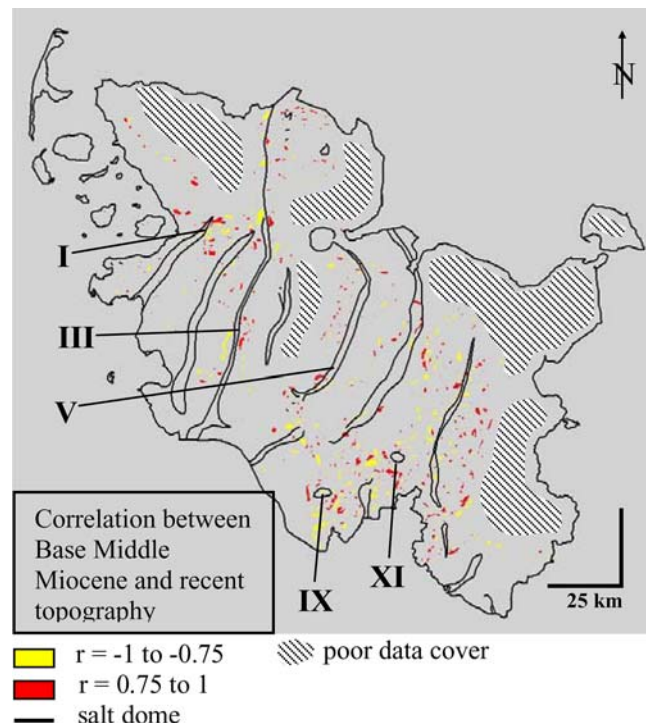 N
I
III
V
IX
XI
Correlation between
Base Middle
Miocene and recent
topography
25 km
r = -1 to -0.75
poor data cover
r = 0.75 to 1
salt dome